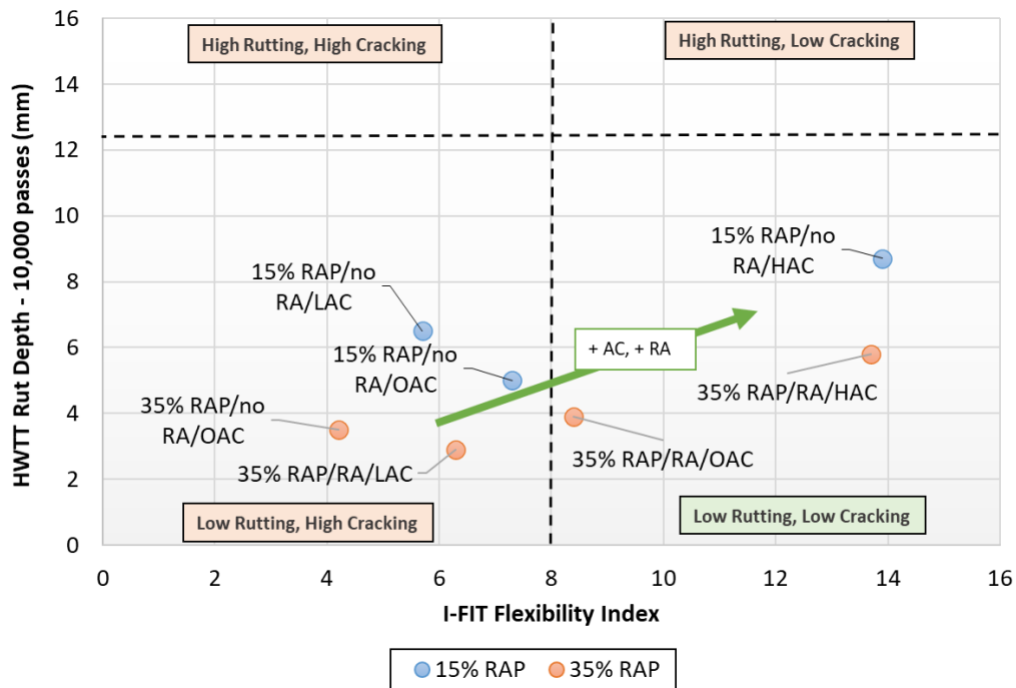 16
14
12
10
8
6
4
2
0
HWTT Rut Depth - 10,000 passes (mm)
High Rutting, High Cracking
High Rutting, Low Cracking
15% RAP/no
RA/LAC
15% RAP/no
RA/HAC
15% RAP/no
RA/OAC
+ AC, + RA
35% RAP/no
RA/OAC
35% RAP/RA/HAC
35% RAP/RA/LAC
35% RAP/RA/OAC
Low Rutting, High Cracking
Low Rutting, Low Cracking
0 2 4 6 8 10 12 14 16
I-FIT Flexibility Index
15% RAP 35% RAP